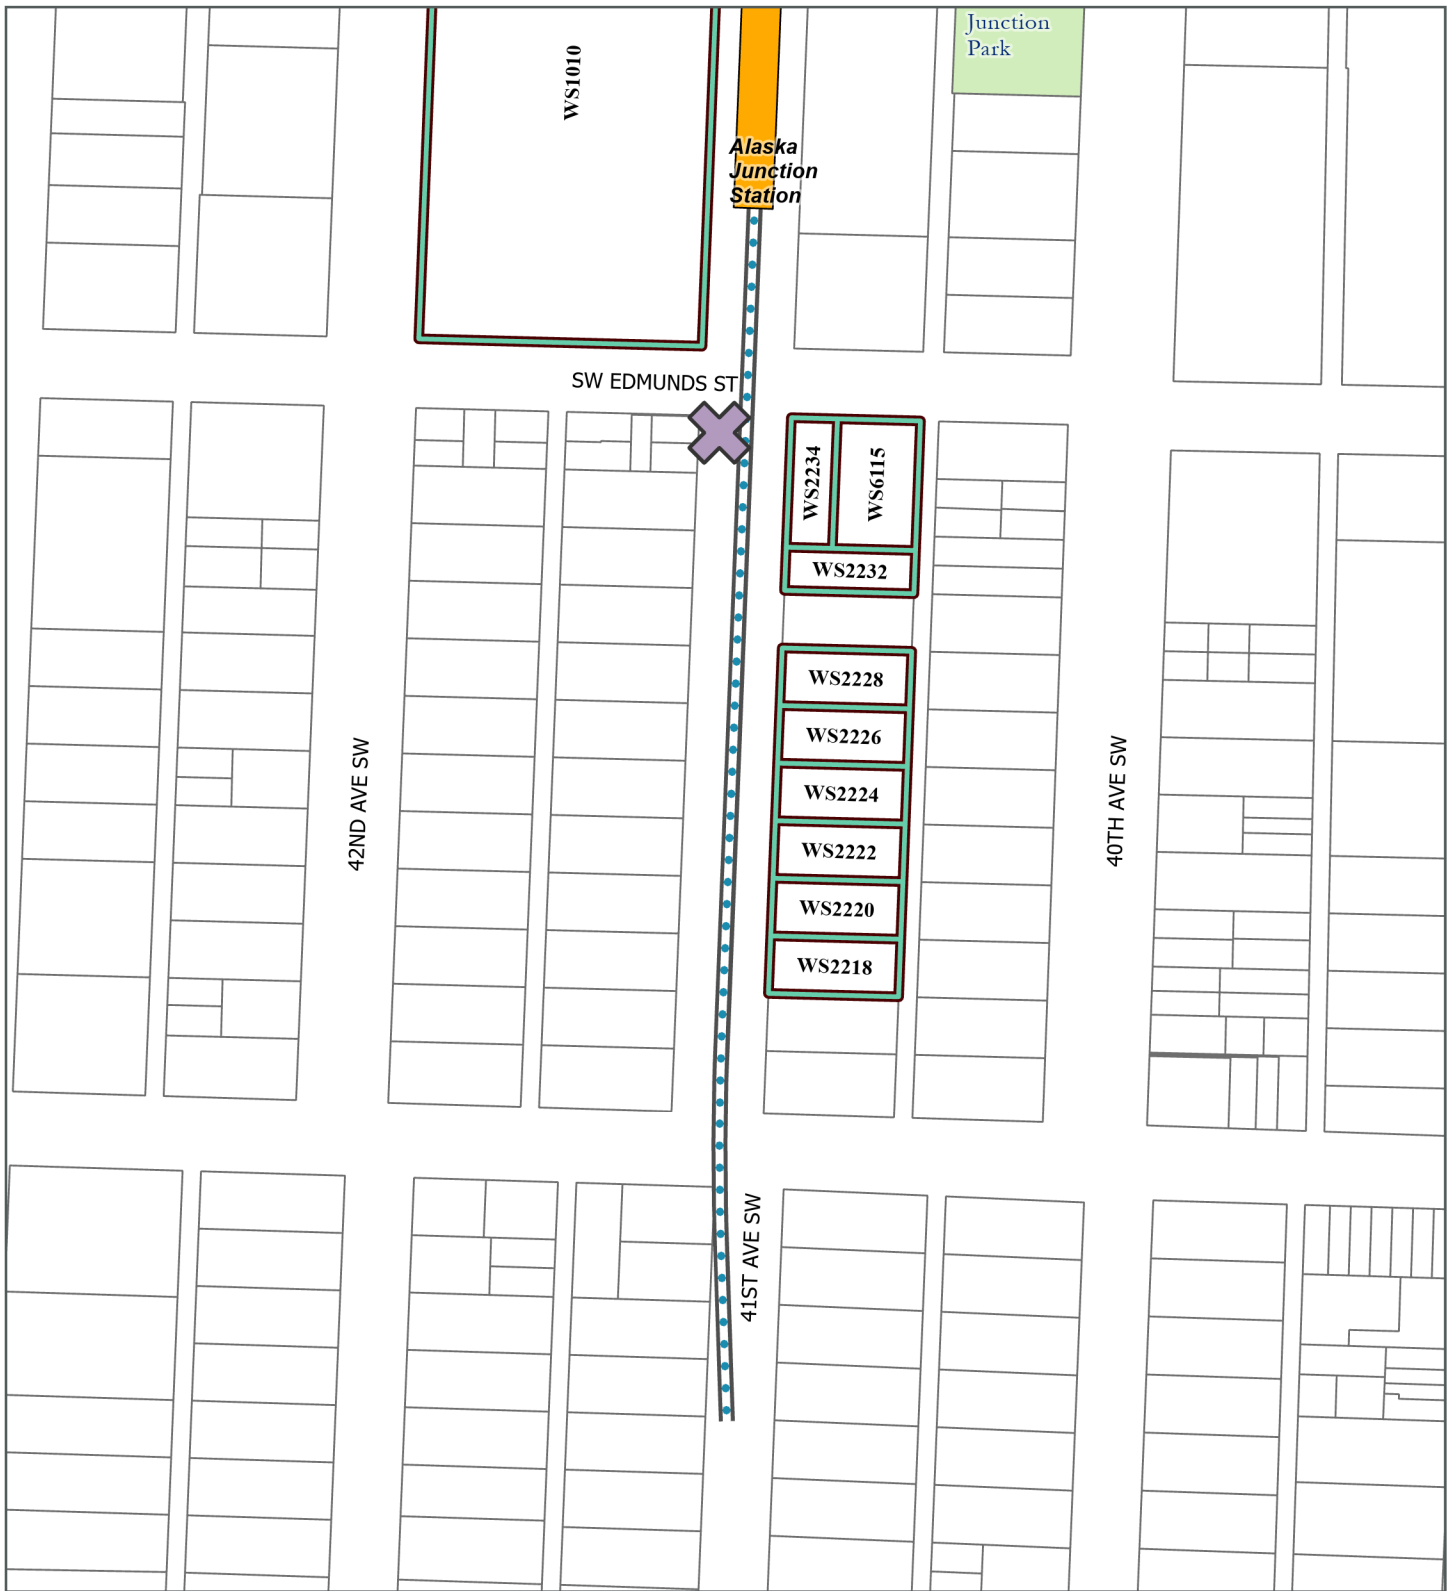 Junction
Park
WS1010
Alaska
Junction
Station
SW EDMUNDS ST
WS2234
WS6115
WS2232
WS2228
WS2226
WS2224
WS2222
WS2220
WS2218
42ND AVE SW
40TH AVE SW
41ST AVE SW